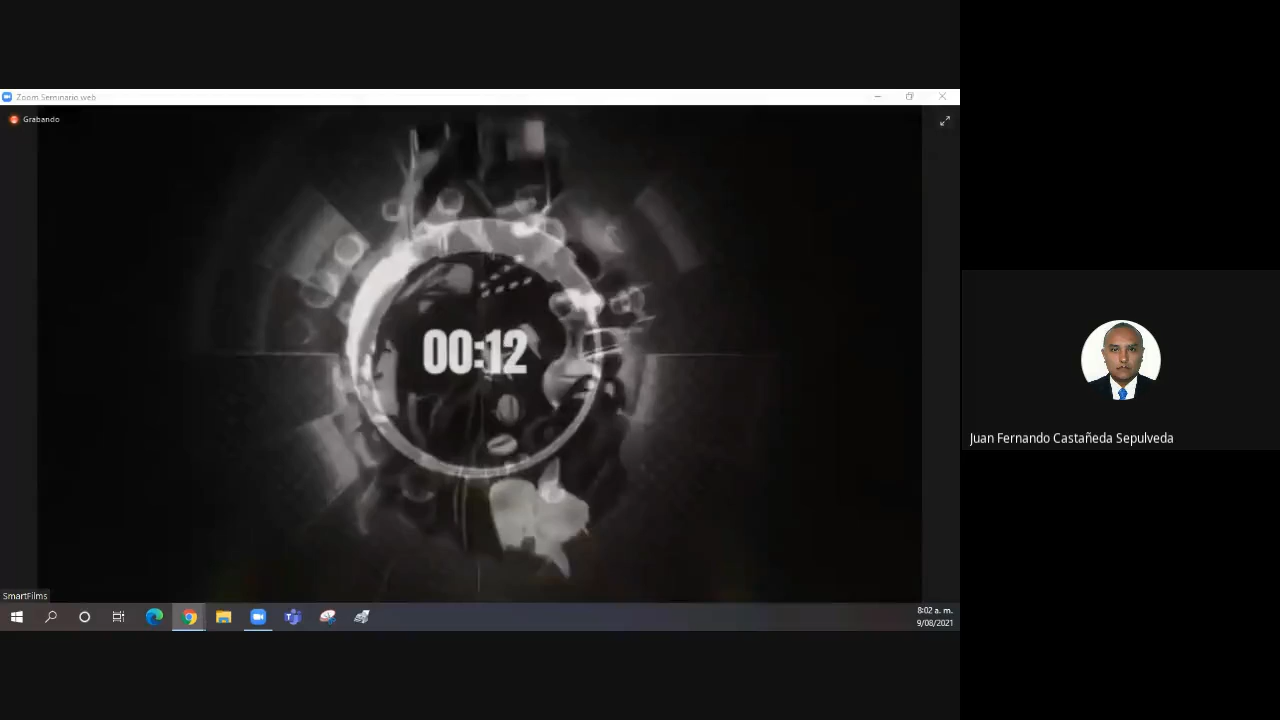 Zoom Seminario web
Grabando
00:12
Juan Fernando Castañeda Sepulveda
SmartFilms
8:02 a. m.
9/08/2021